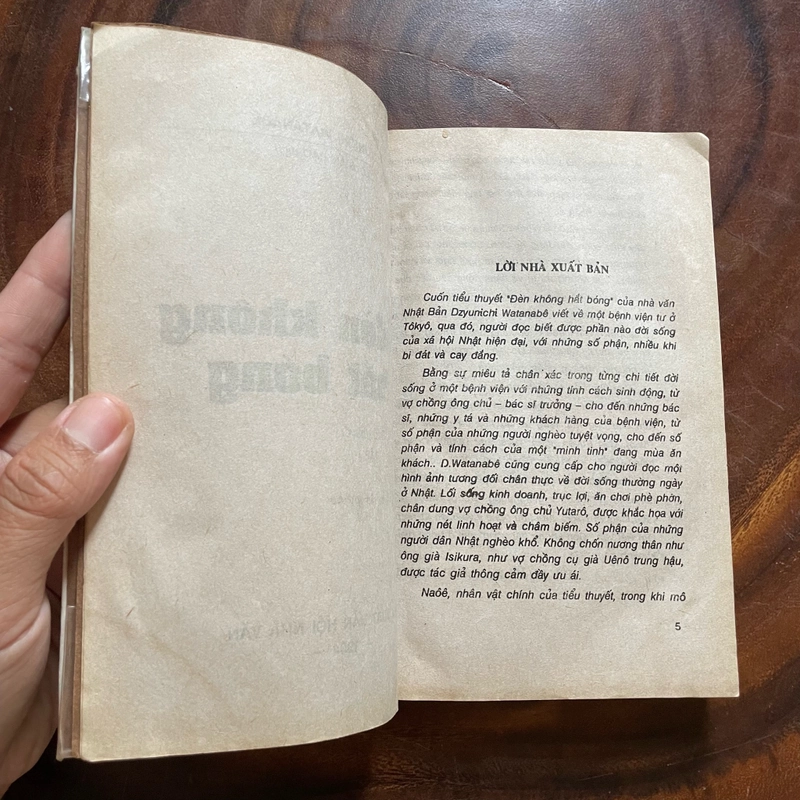 LỜI NHÀ XUẤT BẢN
Cuốn tiểu thuyết "Đèn không hắt bóng" của nhà văn
Nhật Bản Dzyunichi Watanabê viết về một bệnh viện tư ở
Tôkyô, qua đó, người đọc biết được phần nào đời sống
của xã hội Nhật hiện đại, với những số phận, nhiều khi
bi đát và cay đắng.
Bằng sự miêu tả chân xác trong từng chi tiết đời
sống ở một bệnh viện với những tính cách sinh động, từ
vợ chồng ông chủ - bác sĩ trưởng - cho đến những bác
sĩ, những y tá và những khách hàng của bệnh viện, từ
số phận của những người nghèo tuyệt vọng, cho đến số
phận và tính cách của một "minh tinh" đang mùa ăn
khách.. D.Watanabê cũng cung cấp cho người đọc một
hình ảnh tương đối chân thực về đời sống thường ngày
ở Nhật. Lối sống kinh doanh, trục lợi, ăn chơi phè phỡn,
chân dung vợ chồng ông chủ Yutarô, được khắc họa với
những nét linh hoạt và châm biếm. Số phận của những
người dân Nhật nghèo khổ. Không chốn nương thân như
ông già Isikura, như vợ chồng cụ già Uênô trung hậu,
được tác giả thông cảm đầy ưu ái.
Naôê, nhân vật chính của tiểu thuyết, trong khi mô
5